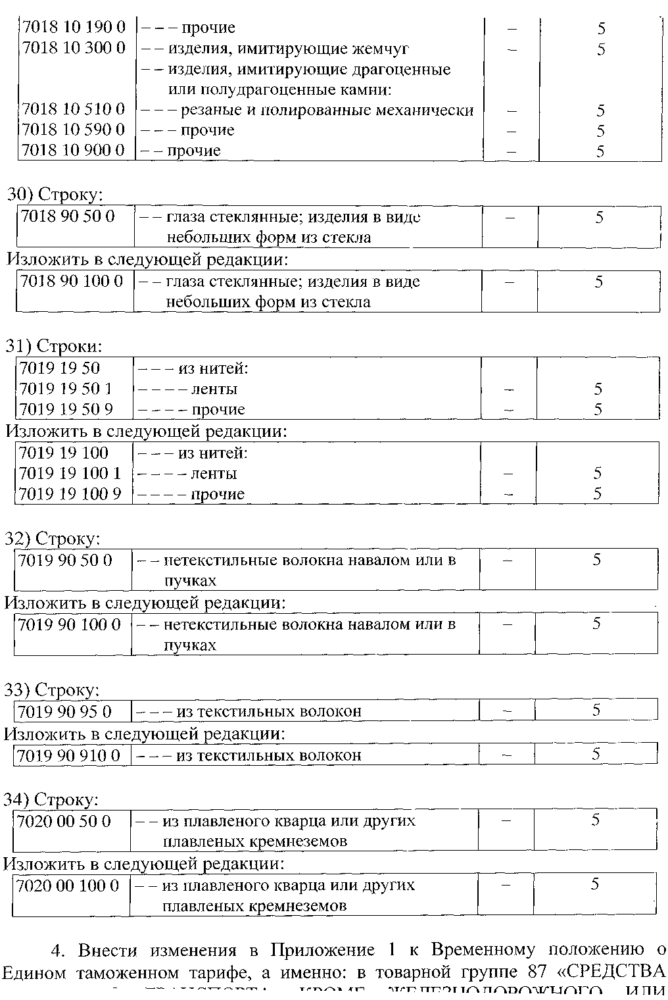 7018 10 190 0 – – – прочие – 5
7018 10 300 0 – – изделия, имитирующие жемчуг – 5
– – изделия, имитирующие драгоценные
или полудрагоценные камни:
7018 10 510 0 – – – резаные и полированные механически – 5
7018 10 590 0 – – – прочие – 5
7018 10 900 0 – – прочие – 5
30) Строку:
7018 90 50 0 – – глаза стеклянные; изделия в виде – 5
небольших форм из стекла
Изложить в следующей редакции:
7018 90 100 0 – – глаза стеклянные; изделия в виде – 5
небольших форм из стекла
31) Строки:
7019 19 50 – – – из нитей:
7019 19 50 1 – – – – ленты – 5
7019 19 50 9 – – – – прочие – 5
Изложить в следующей редакции:
7019 19 100 – – – из нитей:
7019 19 100 1 – – – – ленты – 5
7019 19 100 9 – – – – прочие – 5
32) Строку:
7019 90 50 0 – – нетекстильные волокна навалом или в – 5
пучках
Изложить в следующей редакции:
7019 90 100 0 – – нетекстильные волокна навалом или в – 5
пучках
33) Строку:
7019 90 95 0 – – – из текстильных волокон – 5
Изложить в следующей редакции:
7019 90 910 0 – – – из текстильных волокон – 5
34) Строку:
7020 00 50 0 – – из плавленого кварца или других – 5
плавленых кремнеземов
Изложить в следующей редакции:
7020 00 100 0 – – из плавленого кварца или других – 5
плавленых кремнеземов
4. Внести изменения в Приложение 1 к Временному положению о
Едином таможенном тарифе, а именно: в товарной группе 87 «СРЕДСТВА
КРОМЕ ЖЕЛЕЗНОДОРОЖНОГО ИЛИ